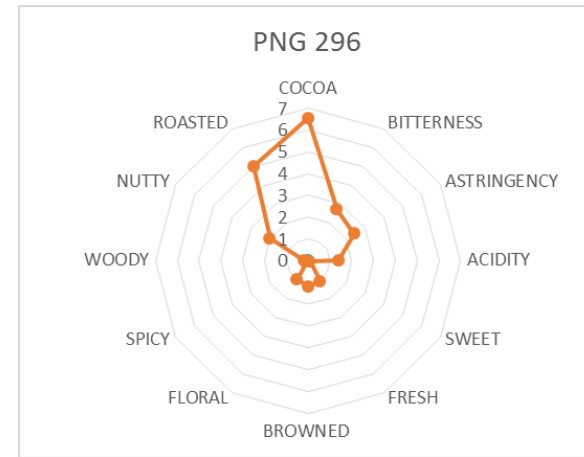 PNG 296
COCOA
BITTERNESS
ASTRINGENCY
ACIDITY
SWEET
FRESH
BROWNED
FLORAL
SPICY
WOODY
NUTTY
ROASTED
7
6
5
4
3
2
1
0